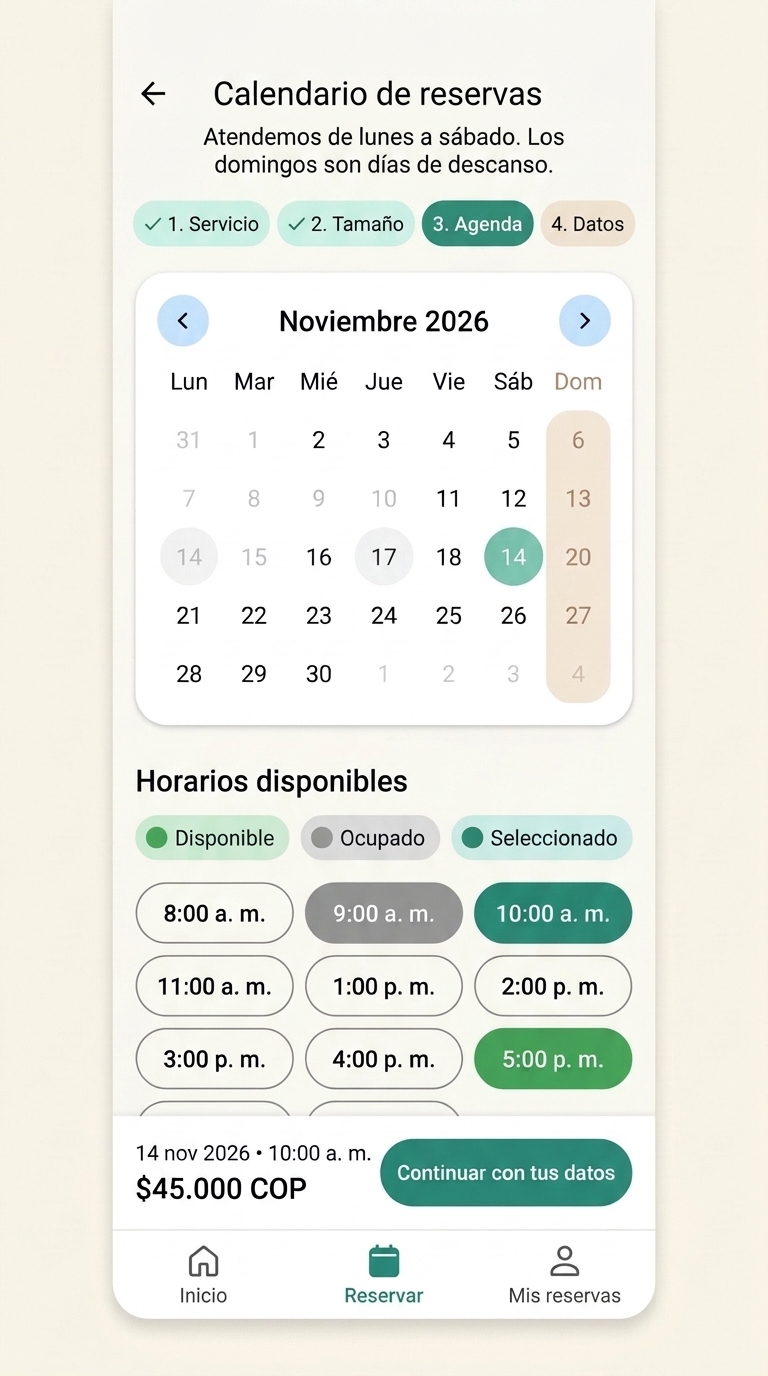 Calendario de reservas
Atendemos de lunes a sábado. Los
domingos son días de descanso.
1. Servicio 2. Tamaño 3. Agenda 4. Datos
Noviembre 2026
Lun Mar Mié Jue Vie Sáb Dom
31 1 2 3 4 5 6
7 8 9 10 11 12 13
14 15 16 17 18 14 20
21 22 23 24 25 26 27
28 29 30 1 2 3 4
Horarios disponibles
Disponible Ocupado Seleccionado
8:00 a. m. 9:00 a. m. 10:00 a. m.
11:00 a. m. 1:00 p. m. 2:00 p. m.
3:00 p. m. 4:00 p. m. 5:00 p. m.
14 nov 2026 • 10:00 a. m.
$45.000 COP
Continuar con tus datos
Inicio Reservar Mis reservas